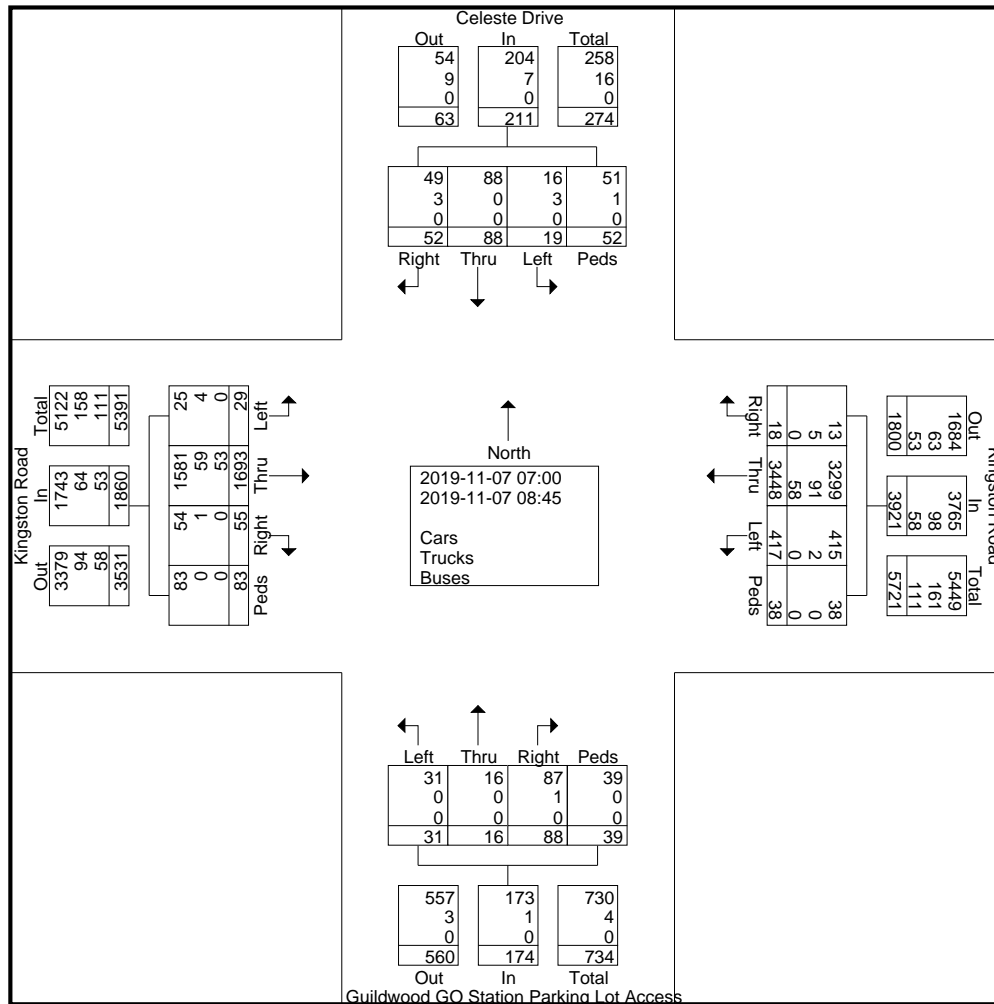 Celeste Drive
Out In Total
54 204 258
9 7 16
0 0 0
63 211 274
49 88 16 51
3 0 3 1
0 0 0 0
52 88 19 52
Right Thru Left Peds
Kingston Road
Total In Out
5122 1743 3379
158 64 94
111 53 58
5391 1860 3531
25 1581 54 83
4 59 1 0
0 53 0 0
29 1693 55 83
Left Thru Right Peds
North
2019-11-07 07:00
2019-11-07 08:45
Cars
Trucks
Buses
Kingston Road
Out In Total
1684 3765 5449
63 98 161
53 58 111
1800 3921 5721
13 3299 415 38
5 91 2 0
0 58 0 0
18 3448 417 38
Right Thru Left Peds
Left Thru Right Peds
31 16 87 39
0 0 1 0
0 0 0 0
31 16 88 39
557 173 730
3 1 4
0 0 0
560 174 734
Out In Total
Guildwood GO Station Parking Lot Access